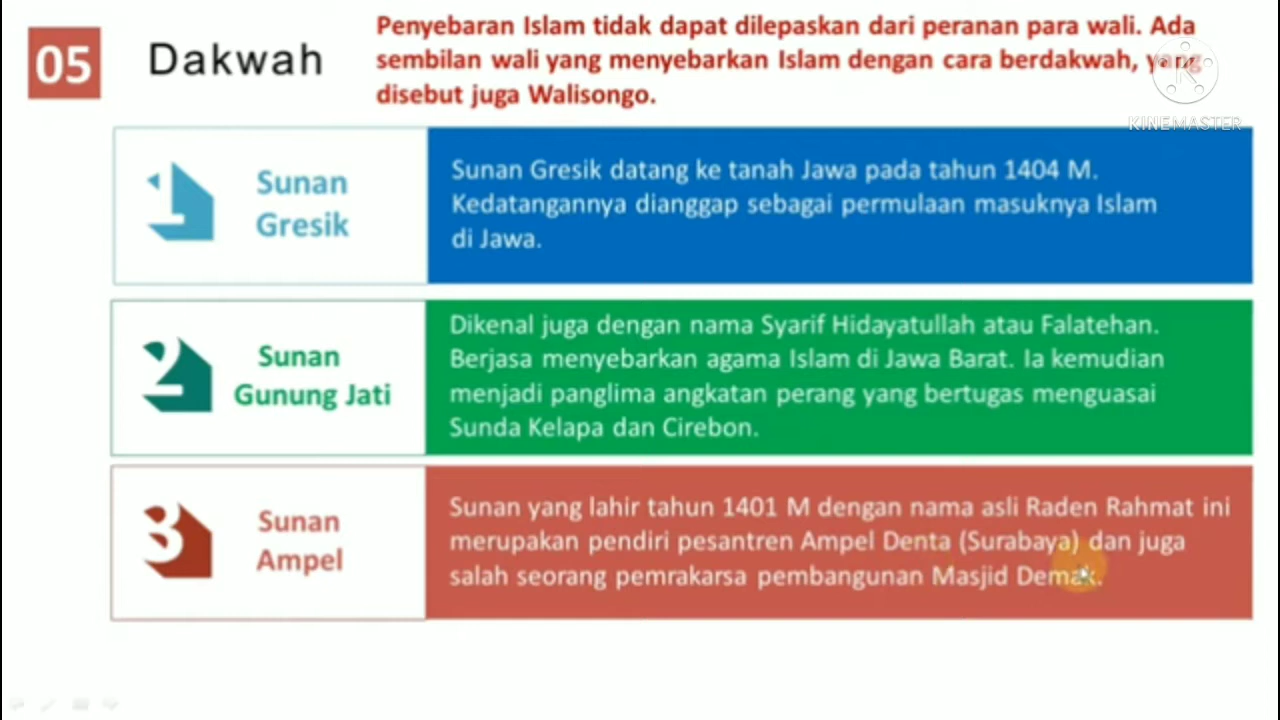 05
Dakwah
Penyebaran Islam tidak dapat dilepaskan dari peranan para wali. Ada
sembilan wali yang menyebarkan Islam dengan cara berdakwah, yang
disebut juga Walisongo.
K
KINEMASTER
1
Sunan
Gresik
Sunan Gresik datang ke tanah Jawa pada tahun 1404 M.
Kedatangannya dianggap sebagai permulaan masuknya Islam
di Jawa.
2
Sunan
Gunung Jati
Dikenal juga dengan nama Syarif Hidayatullah atau Falatehan.
Berjasa menyebarkan agama Islam di Jawa Barat. Ia kemudian
menjadi panglima angkatan perang yang bertugas menguasai
Sunda Kelapa dan Cirebon.
3
Sunan
Ampel
Sunan yang lahir tahun 1401 M dengan nama asli Raden Rahmat ini
merupakan pendiri pesantren Ampel Denta (Surabaya) dan juga
salah seorang pemrakarsa pembangunan Masjid Demak.